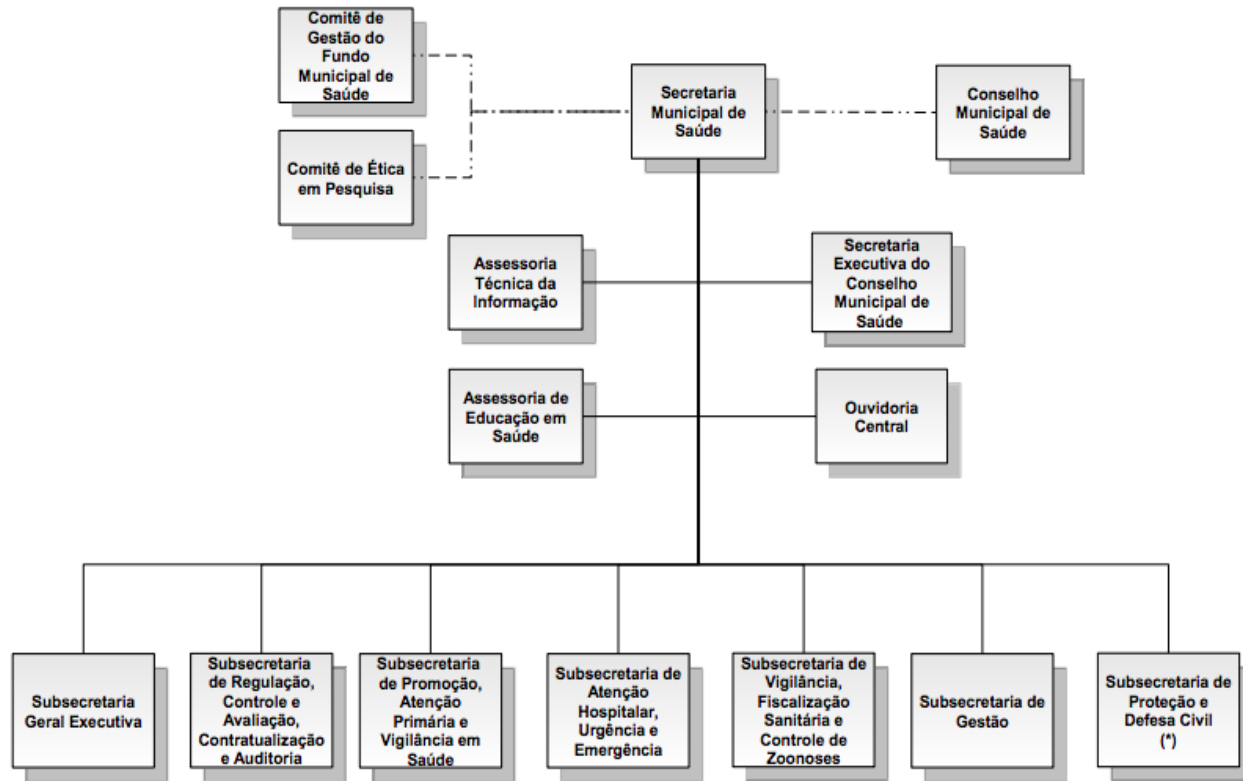 Comitê de
Gestão do
Fundo
Municipal de
Saúde
Secretaria
Municipal de
Saúde
Conselho
Municipal de
Saúde
Comitê de Ética
em Pesquisa
Assessoria
Técnica da
Informação
Secretaria
Executiva do
Conselho
Municipal de
Saúde
Assessoria de
Educação em
Saúde
Ouvidoria
Central
Subsecretaria
Geral Executiva
Subsecretaria
de Regulação,
Controle e
Avaliação,
Contratualização
e Auditoria
Subsecretaria
de Promoção,
Atenção
Primária e
Vigilância em
Saúde
Subsecretaria de
Atenção
Hospitalar,
Urgência e
Emergência
Subsecretaria de
Vigilância,
Fiscalização
Sanitária e
Controle de
Zoonoses
Subsecretaria de
Gestão
Subsecretaria de
Proteção e
Defesa Civil
(*)